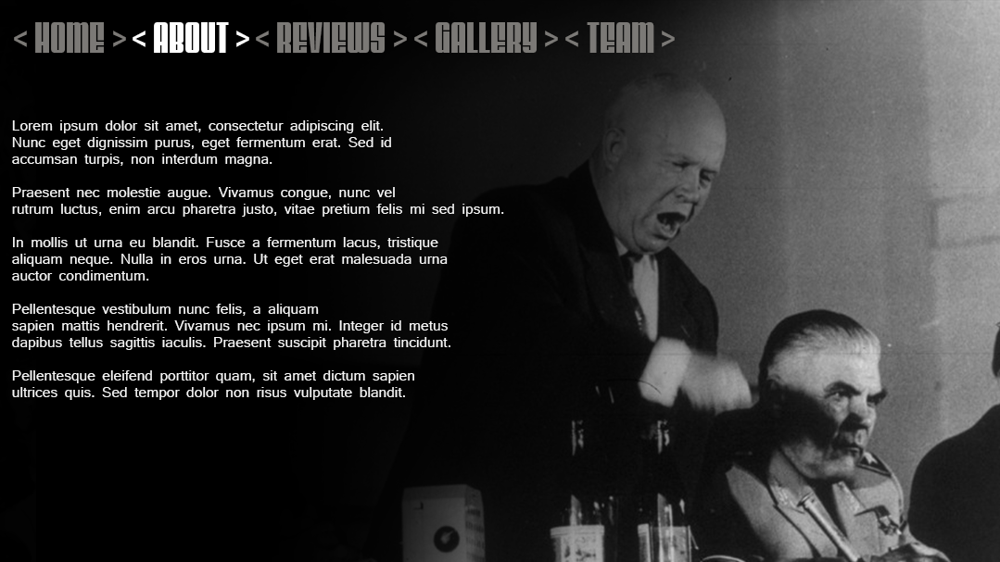 < HOME > < ABOUT > < REVIEWS > < GALLERY > < TEAM >
Lorem ipsum dolor sit amet, consectetur adipiscing elit.
Nunc eget dignissim purus, eget fermentum erat. Sed id
accumsan turpis, non interdum magna.
Praesent nec molestie augue. Vivamus congue, nunc vel
rutrum luctus, enim arcu pharetra justo, vitae pretium felis mi sed ipsum.
In mollis ut urna eu blandit. Fusce a fermentum lacus, tristique
aliquam neque. Nulla in eros urna. Ut eget erat malesuada urna
auctor condimentum.
Pellentesque vestibulum nunc felis, a aliquam
sapien mattis hendrerit. Vivamus nec ipsum mi. Integer id metus
dapibus tellus sagittis iaculis. Praesent suscipit pharetra tincidunt.
Pellentesque eleifend porttitor quam, sit amet dictum sapien
ultrices quis. Sed tempor dolor non risus vulputate blandit.